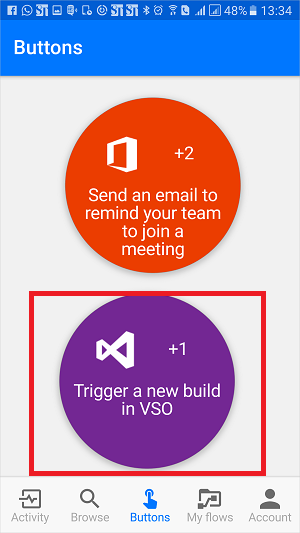 48% 13:34
Buttons
+2
Send an email to
remind your team
to join a
meeting
+1
Trigger a new build
in VSO
Activity Browse Buttons My flows Account